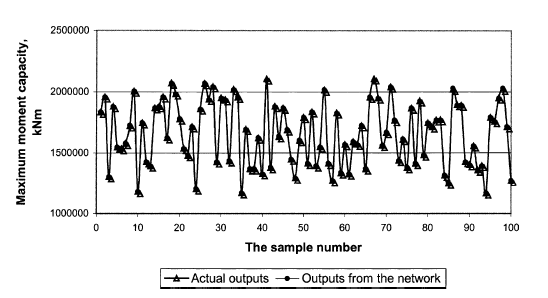 Maximum moment capacity,
kNm
2500000
2000000
1500000
1000000
0 10 20 30 40 50 60 70 80 90 100
The sample number
Actual outputs Outputs from the network